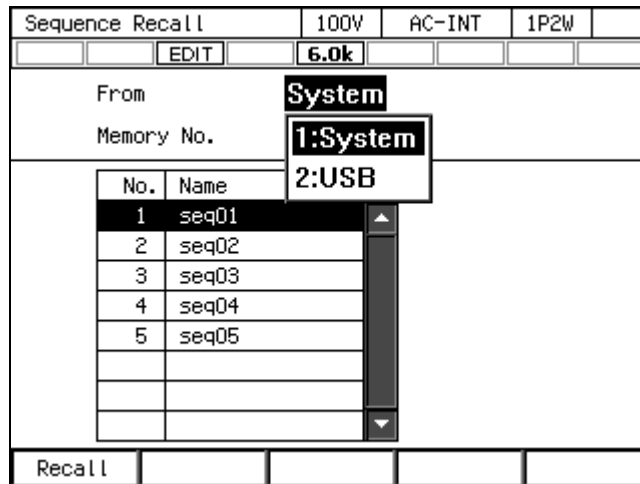 Sequence Recall 100V AC-INT 1P2W
EDIT 6.0k
From System
Memory No. 1:System
2:USB
No. Name
1 seq01
2 seq02
3 seq03
4 seq04
5 seq05
Recall